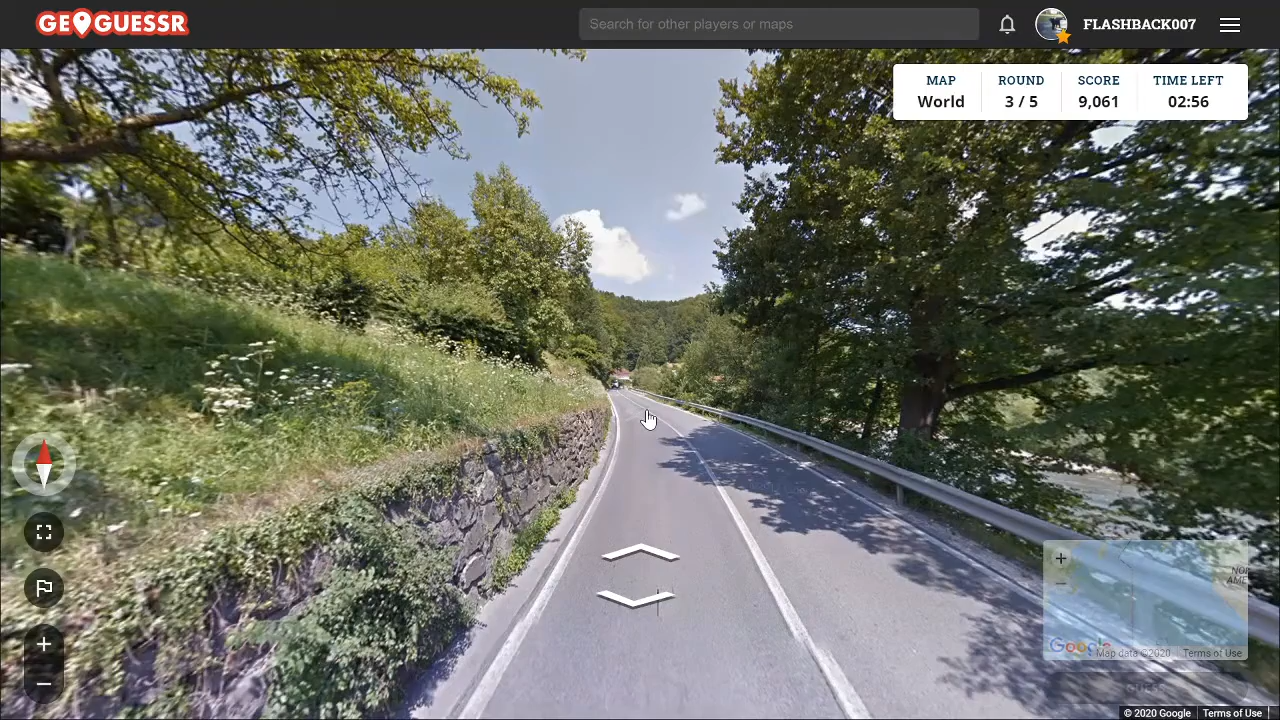 GEOGUESSR
Search for other players or maps
FLASHBACK007
MAP
World
ROUND
3 / 5
SCORE
9,061
TIME LEFT
02:56
Google
Map data ©2020
Terms of Use
© 2020 Google
Terms of Use